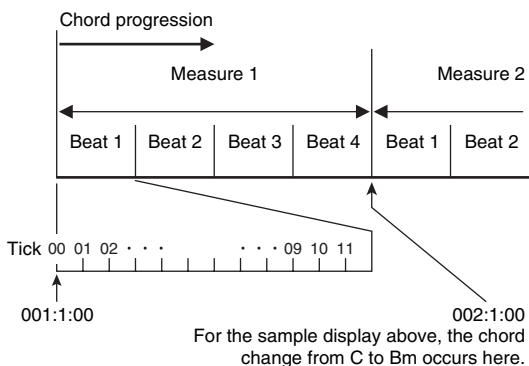 Chord progression
Measure 1 Measure 2
Beat 1 Beat 2 Beat 3 Beat 4 Beat 1 Beat 2
Tick 00 01 02 · · · · · · 09 10 11
001:1:00 002:1:00
For the sample display above, the chord
change from C to Bm occurs here.